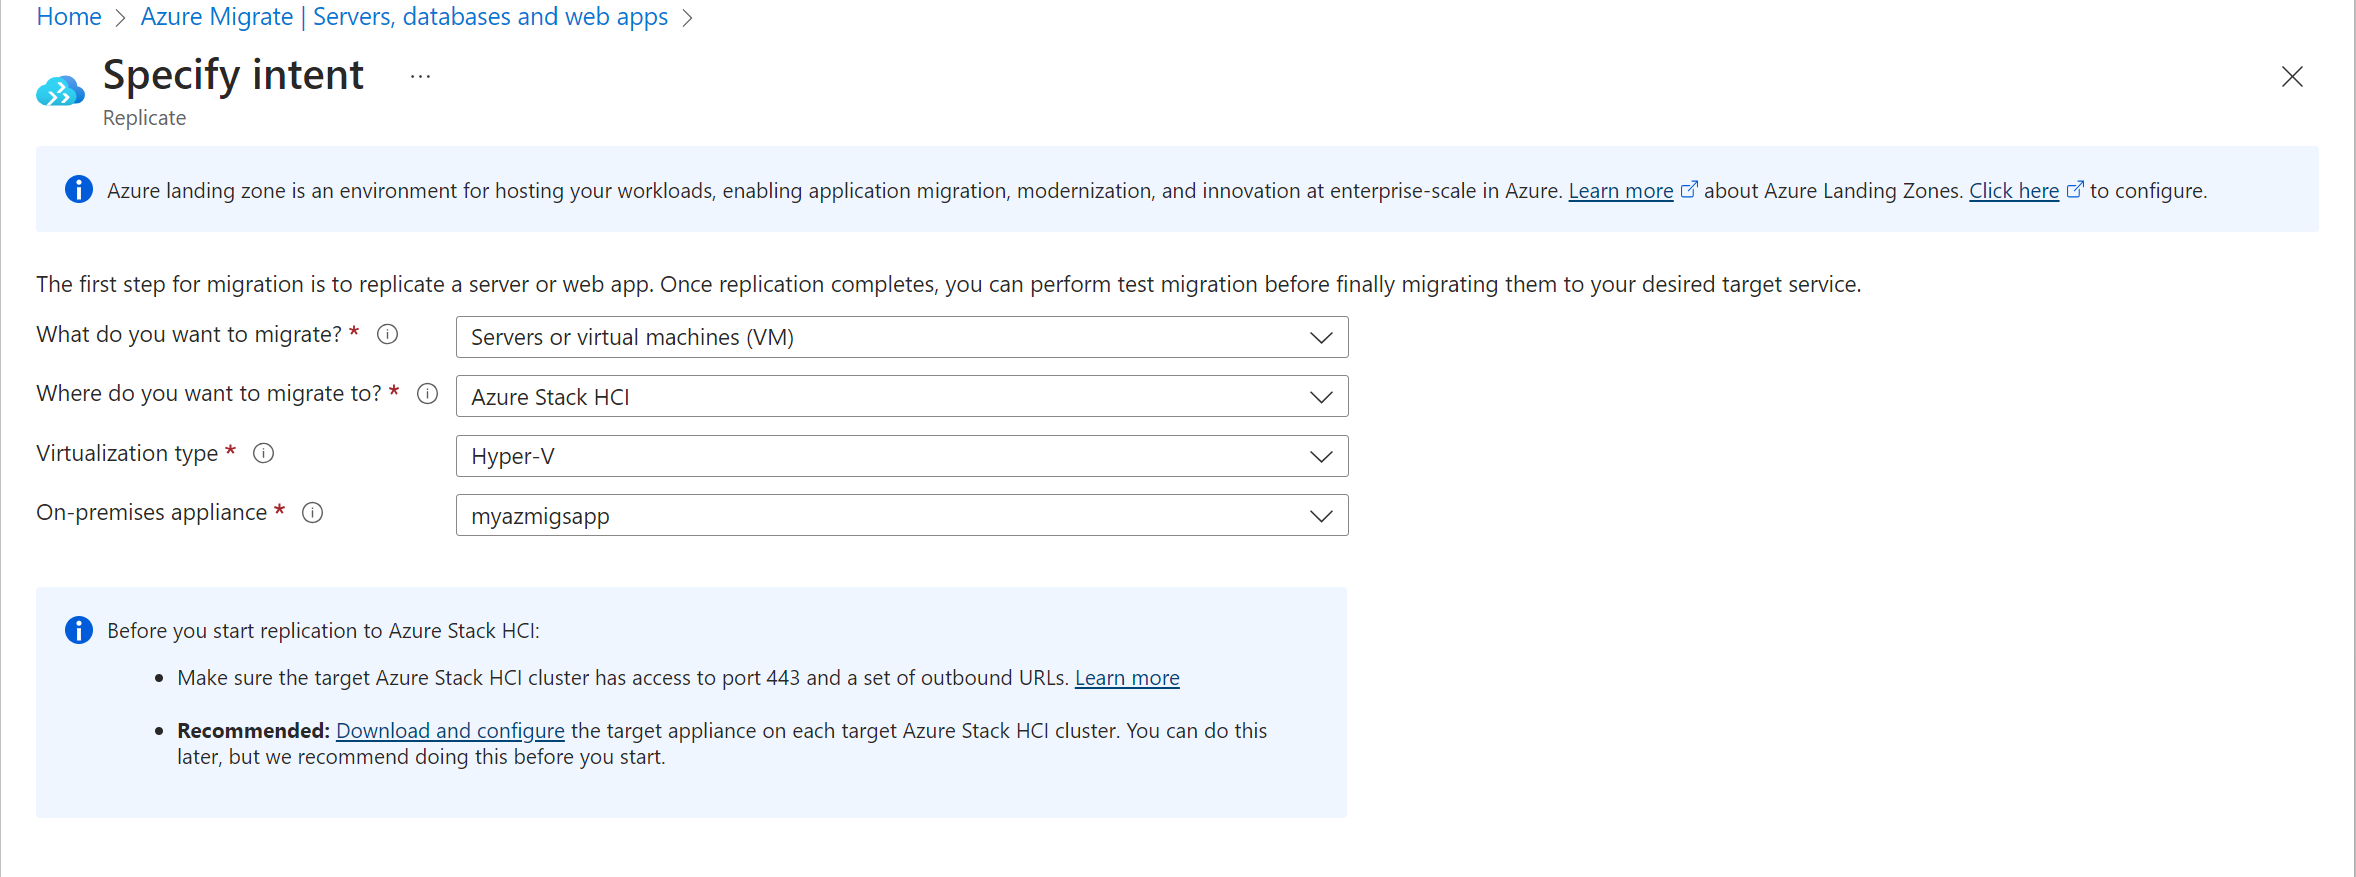 Home > Azure Migrate | Servers, databases and web apps >
Specify intent ...
Replicate
Azure landing zone is an environment for hosting your workloads, enabling application migration, modernization, and innovation at enterprise-scale in Azure. Learn more about Azure Landing Zones. Click here to configure.
The first step for migration is to replicate a server or web app. Once replication completes, you can perform test migration before finally migrating them to your desired target service.
What do you want to migrate? * Servers or virtual machines (VM)
Where do you want to migrate to? * Azure Stack HCI
Virtualization type * Hyper-V
On-premises appliance * myazmigsapp
Before you start replication to Azure Stack HCI:
• Make sure the target Azure Stack HCI cluster has access to port 443 and a set of outbound URLs. Learn more
• Recommended: Download and configure the target appliance on each target Azure Stack HCI cluster. You can do this
later, but we recommend doing this before you start.